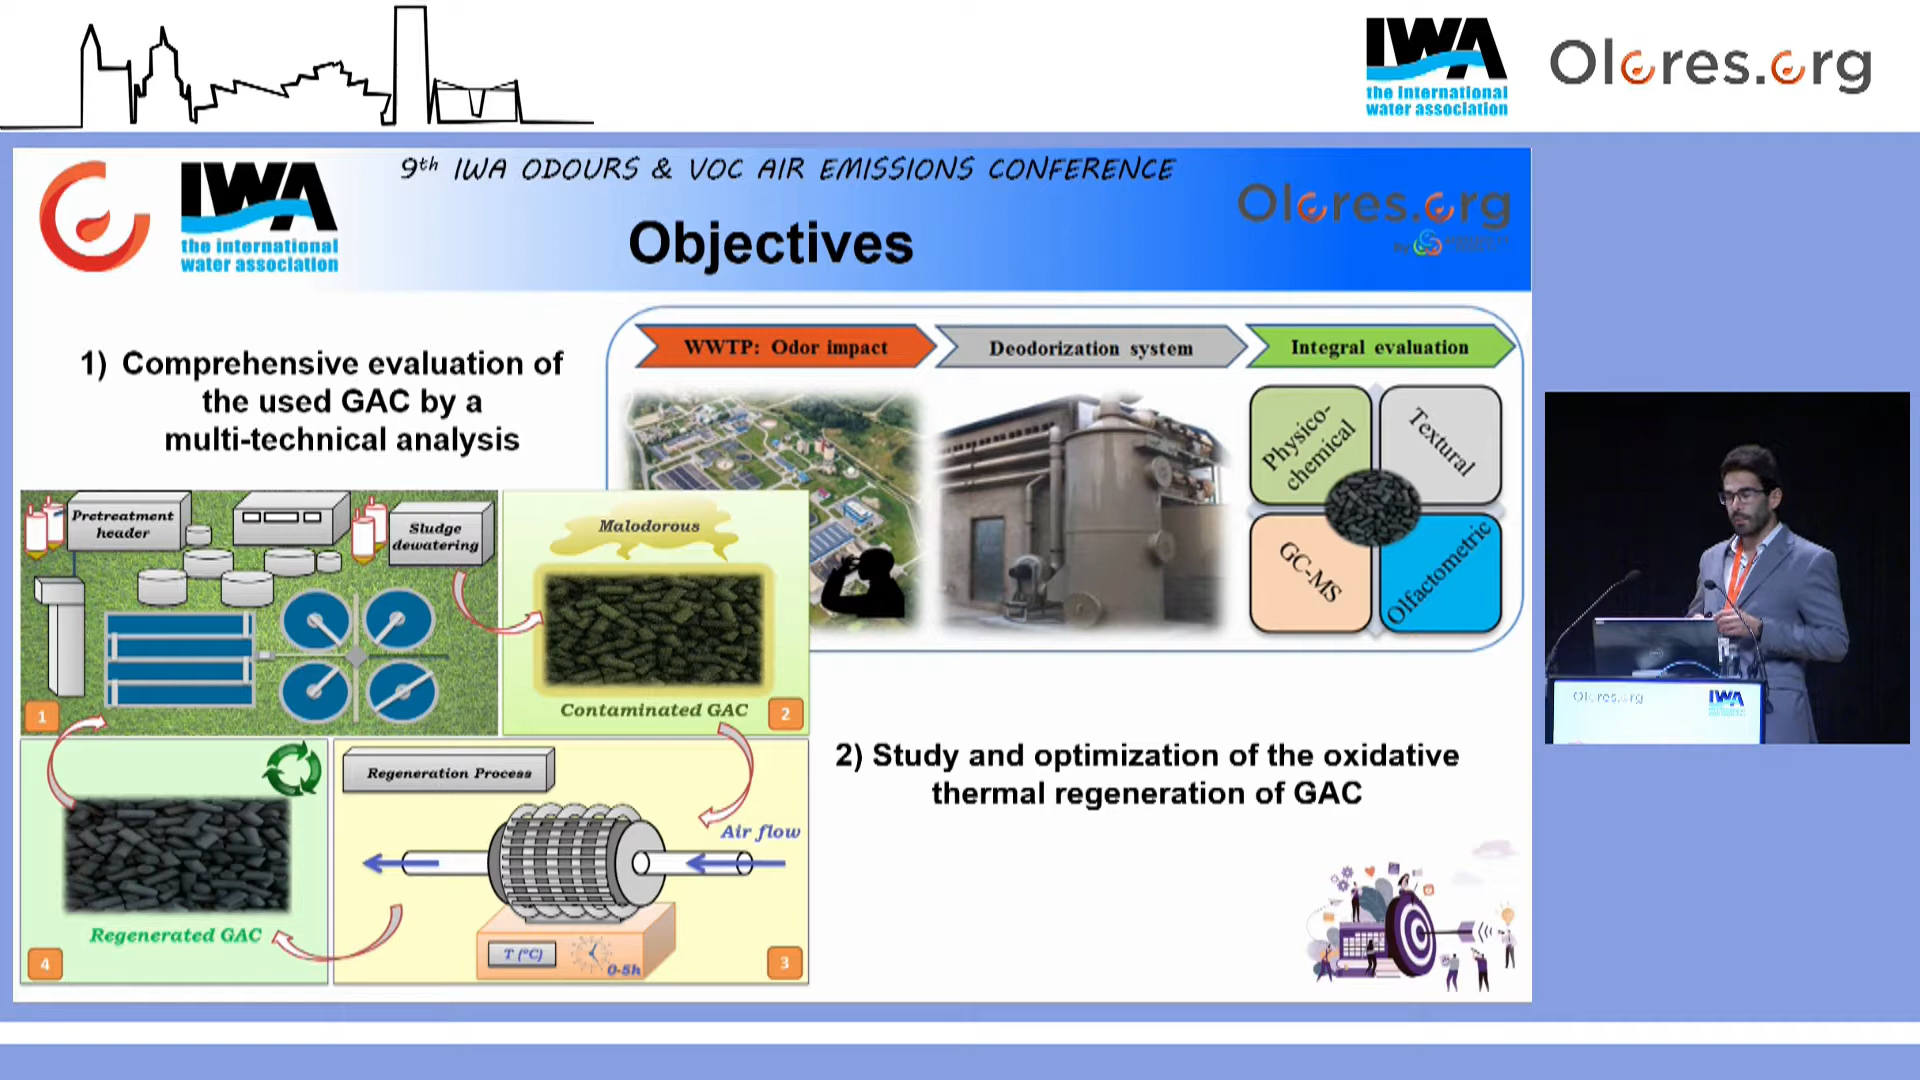 IWA
the international
water association
Olores.org
9th IWA ODOURS & VOC AIR EMISSIONS CONFERENCE
IWA
the international
water association
Olores.org
Objectives
1) Comprehensive evaluation of
the used GAC by a
multi-technical analysis
WWTP: Odor impact
Deodorization system
Integral evaluation
Physico-
chemical
Textural
GC-MS
Olfactometric
Pretreatment
header
Sludge
dewatering
1
Malodorous
Contaminated GAC
2
Regeneration Process
Air flow
T (ºC)
0-5h
3
Regenerated GAC
4
2) Study and optimization of the oxidative
thermal regeneration of GAC
Olores.org
IWA